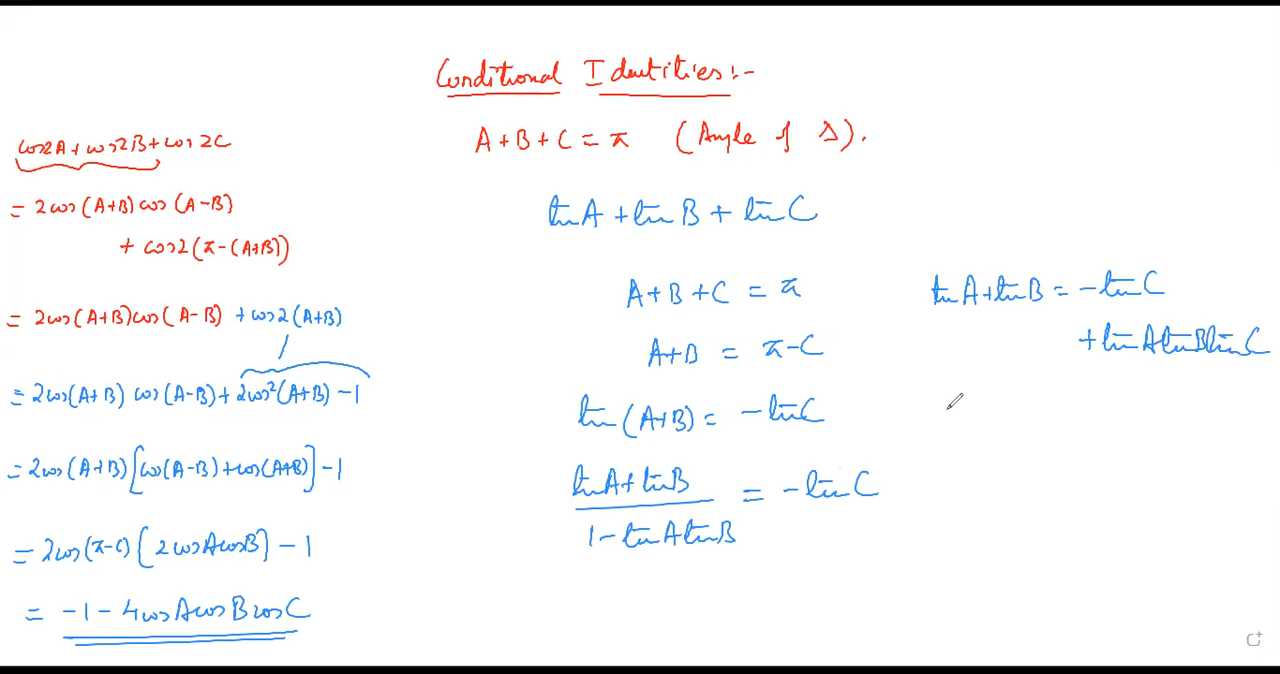 Conditional Identities:-
A+B+C = π (Angle of Δ).
cos2A + cos2B + cos2C
= 2cos(A+B) cos(A-B)
+ cos2(π-(A+B))
= 2cos(A+B)cos(A-B) + cos2(A+B)
= 2cos(A+B) cos(A-B) + 2cos²(A+B) - 1
= 2cos(A+B)[cos(A-B) + cos(A+B)] - 1
= 2cos(π-C) [2cosAcosB] - 1
= -1 - 4cosAcosBcosC
tanA + tanB + tanC
A+B+C = π
A+B = π-C
tan(A+B) = -tanC
tanA+tanB
= -tanC
1-tanAtanB
tanA+tanB = -tanC
+tanAtanBtanC